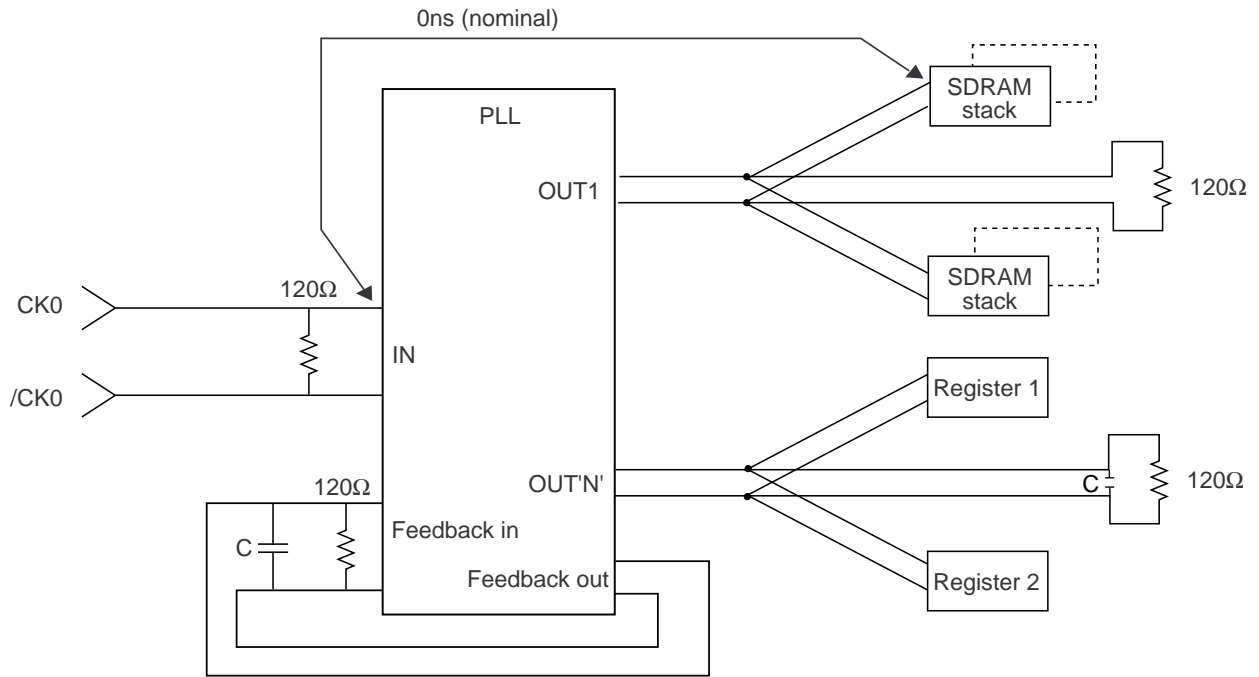 0ns (nominal)
PLL
SDRAM
stack
OUT1
120Ω
SDRAM
stack
120Ω
CK0
IN
/CK0
Register 1
OUT'N'
C
120Ω
120Ω
Feedback in
C
Feedback out
Register 2